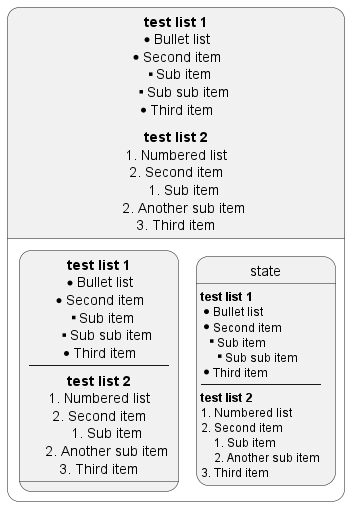 test list 1
• Bullet list
• Second item
▪ Sub item
▪ Sub sub item
• Third item
test list 2
1. Numbered list
2. Second item
1. Sub item
2. Another sub item
3. Third item
test list 1
• Bullet list
• Second item
▪ Sub item
▪ Sub sub item
• Third item
test list 2
1. Numbered list
2. Second item
1. Sub item
2. Another sub item
3. Third item
state
test list 1
• Bullet list
• Second item
▪ Sub item
▪ Sub sub item
• Third item
test list 2
1. Numbered list
2. Second item
1. Sub item
2. Another sub item
3. Third item